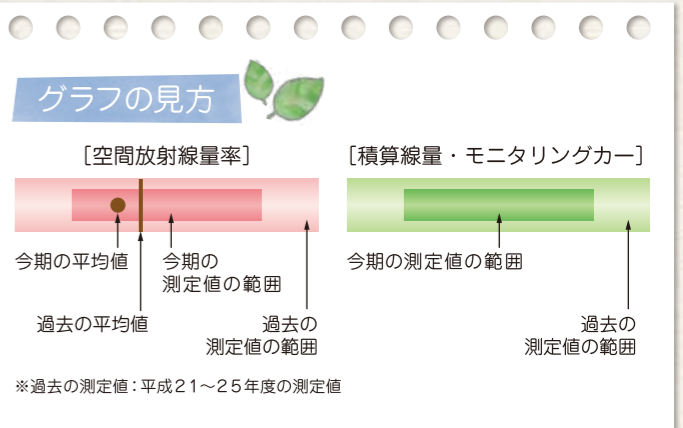 グラフの見方
［空間放射線量率］
［積算線量・モニタリングカー］
今期の平均値
今期の
測定値の範囲
過去の平均値
過去の
測定値の範囲
今期の測定値の範囲
過去の
測定値の範囲
※過去の測定値：平成21～25年度の測定値